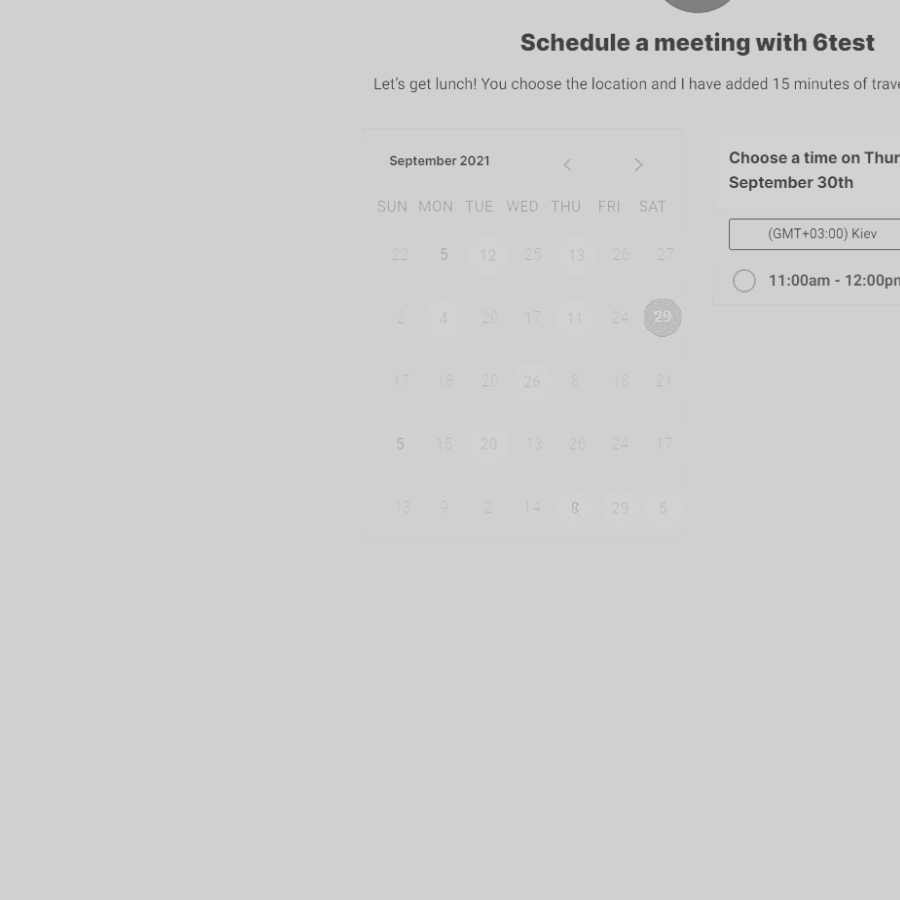 Schedule a meeting with 6test
Let's get lunch! You choose the location and I have added 15 minutes of trave
September 2021
SUN MON TUE WED THU FRI SAT
22 5 12 25 13 26 27
2 4 20 17 11 24 29
17 18 20 26 8 18 21
5 15 20 13 26 24 17
13 9 2 14 8 29 5
Choose a time on Thur
September 30th
(GMT+03:00) Kiev
11:00am - 12:00pm